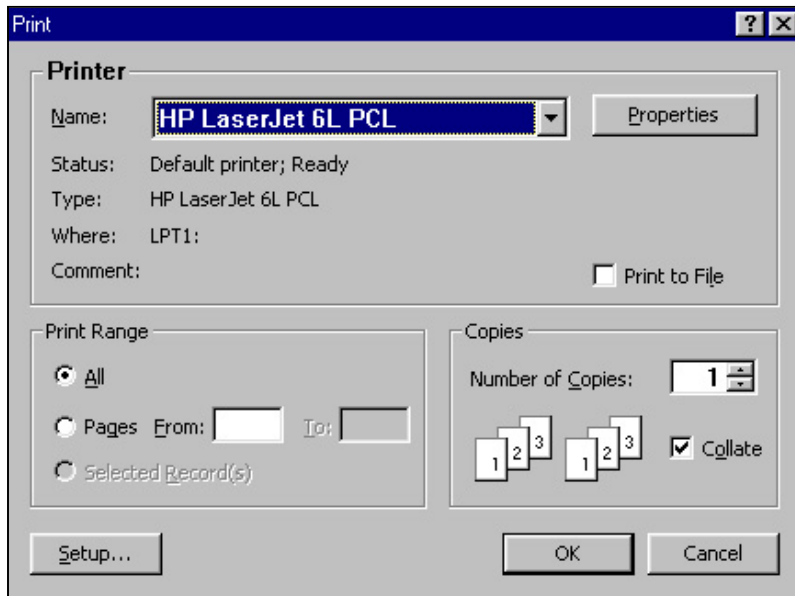 Print
Printer
Name: HP LaserJet 6L PCL Properties
Status: Default printer; Ready
Type: HP LaserJet 6L PCL
Where: LPT1:
Comment:
Print to File
Print Range
All
Pages From: To:
Selected Record(s)
Copies
Number of Copies: 1
1 2 3 1 2 3
Collate
Setup... OK Cancel